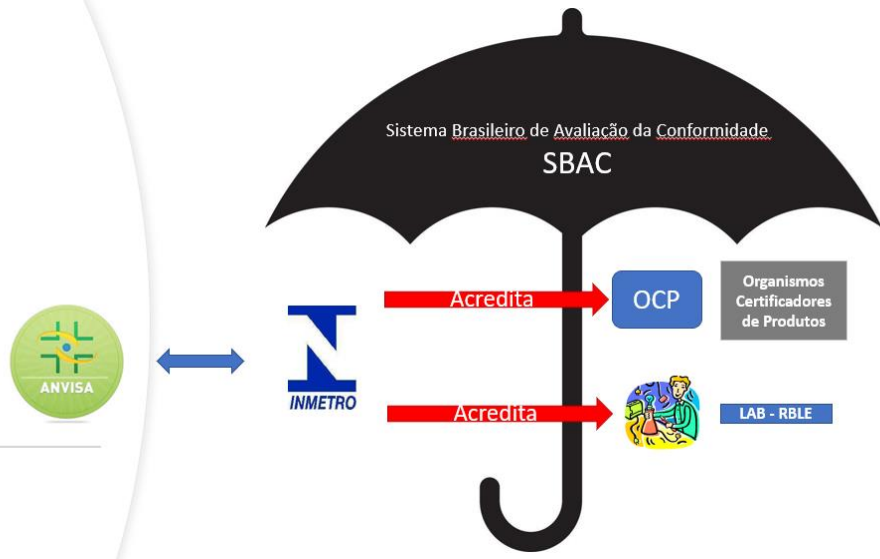 Sistema Brasileiro de Avaliação da Conformidade
SBAC
Acredita
OCP
Organismos
Certificadores
de Produtos
ANVISA
INMETRO
Acredita
LAB - RBLE